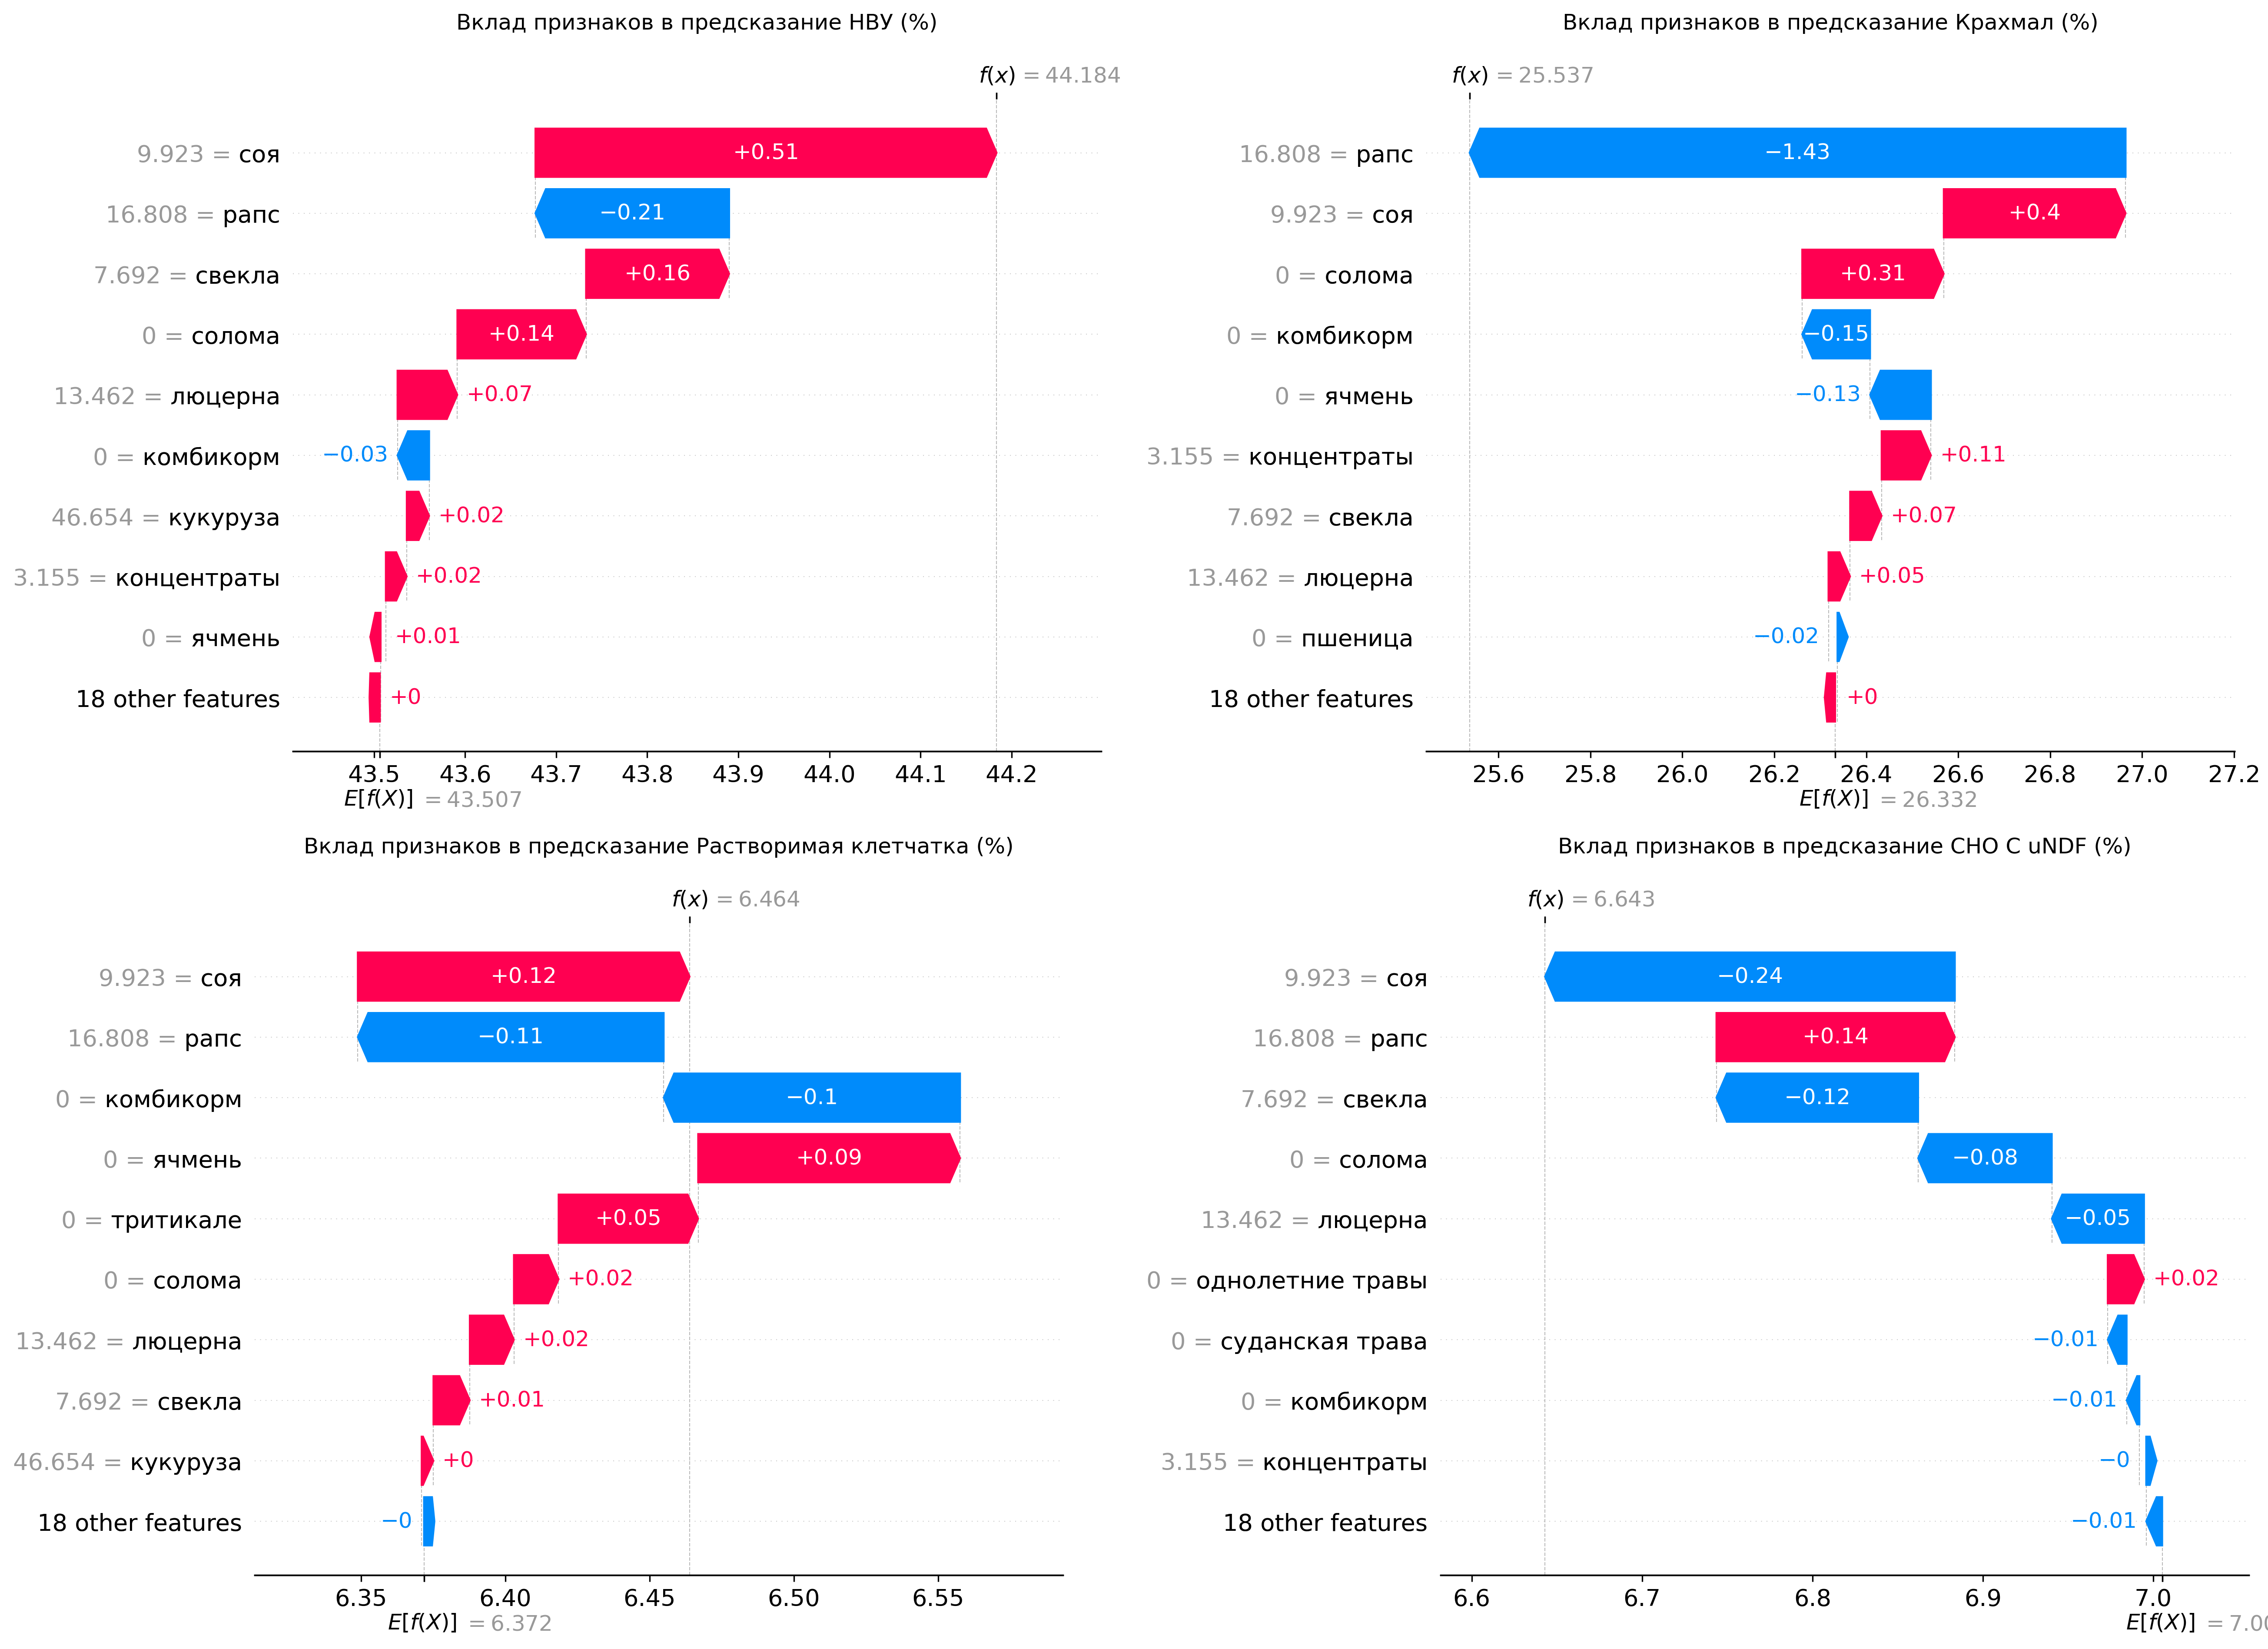 Вклад признаков в предсказание НВУ (%)
f(x) = 44.184
9.923 = соя
+0.51
16.808 = рапс
−0.21
7.692 = свекла
+0.16
0 = солома
+0.14
13.462 = люцерна
+0.07
0 = комбикорм
−0.03
46.654 = кукуруза
+0.02
3.155 = концентраты
+0.02
0 = ячмень
+0.01
18 other features
+0
43.5 43.6 43.7 43.8 43.9 44.0 44.1 44.2
E[f(X)] = 43.507
Вклад признаков в предсказание Крахмал (%)
f(x) = 25.537
16.808 = рапс
−1.43
9.923 = соя
+0.4
0 = солома
+0.31
0 = комбикорм
−0.15
0 = ячмень
−0.13
3.155 = концентраты
+0.11
7.692 = свекла
+0.07
13.462 = люцерна
+0.05
0 = пшеница
−0.02
18 other features
+0
25.6 25.8 26.0 26.2 26.4 26.6 26.8 27.0 27.2
E[f(X)] = 26.332
Вклад признаков в предсказание Растворимая клетчатка (%)
f(x) = 6.464
9.923 = соя
+0.12
16.808 = рапс
−0.11
0 = комбикорм
−0.1
0 = ячмень
+0.09
0 = тритикале
+0.05
0 = солома
+0.02
13.462 = люцерна
+0.02
7.692 = свекла
+0.01
46.654 = кукуруза
+0
18 other features
−0
6.35 6.40 6.45 6.50 6.55
E[f(X)] = 6.372
Вклад признаков в предсказание CHO C uNDF (%)
f(x) = 6.643
9.923 = соя
−0.24
16.808 = рапс
+0.14
7.692 = свекла
−0.12
0 = солома
−0.08
13.462 = люцерна
−0.05
0 = однолетние травы
+0.02
0 = суданская трава
−0.01
0 = комбикорм
−0.01
3.155 = концентраты
−0
18 other features
−0.01
6.6 6.7 6.8 6.9 7.0
E[f(X)] =